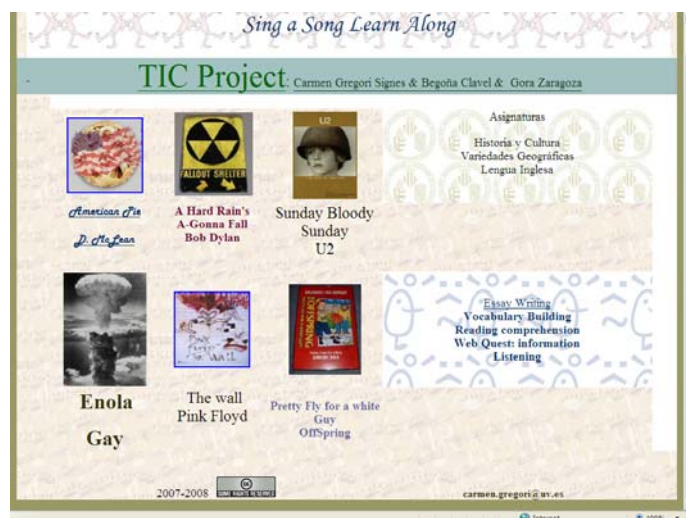 Sing a Song Learn Along
TIC Project: Carmen Gregori Signes & Begoña Clavel & Gora Zaragoza
FALLOUT SHELTER
U2
American Pie
D. McLean
A Hard Rain's
A-Gonna Fall
Bob Dylan
Sunday Bloody
Sunday
U2
Asignaturas
Historia y Cultura
Variedades Geográficas
Lengua Inglesa
OFFSPRING
Enola
Gay
The wall
Pink Floyd
Pretty Fly for a white
Guy
OffSpring
Essay Writing
Vocabulary Building
Reading comprehension
Web Quest: information
Listening
2007-2008
SOME RIGHTS RESERVED
carmen.gregori@uv.es
Internet
100%